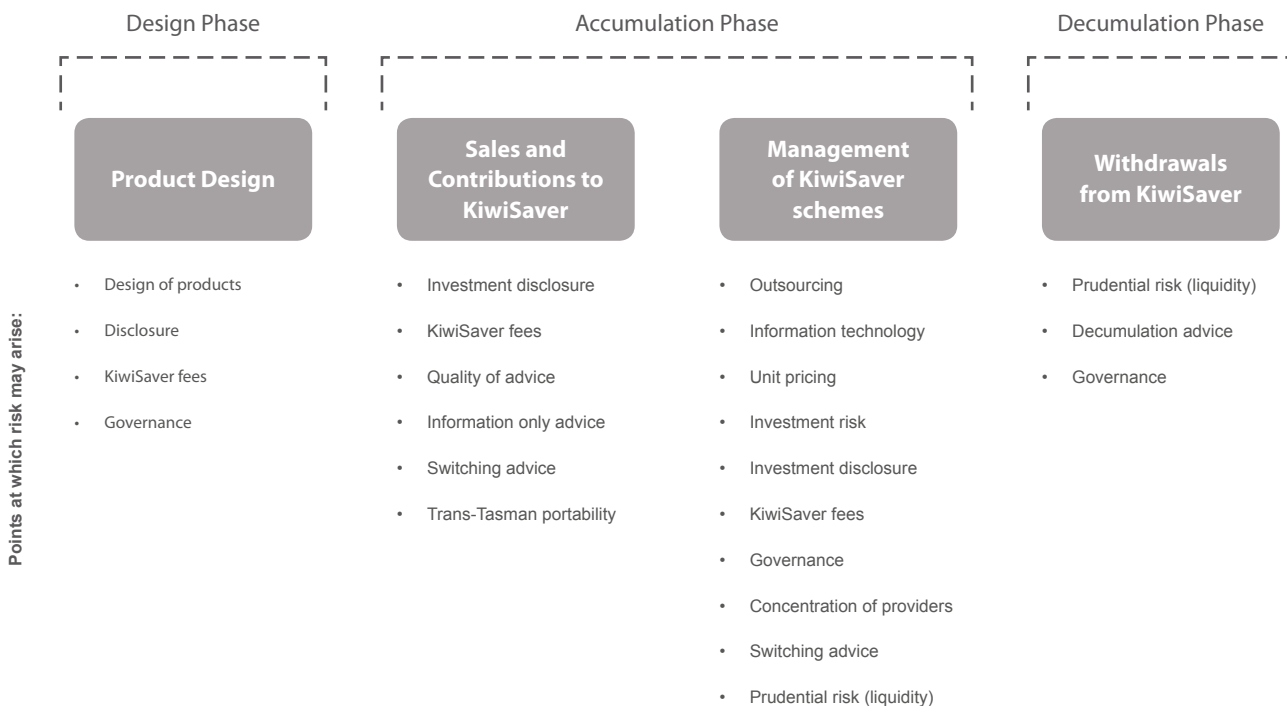 Design Phase
Accumulation Phase
Decumulation Phase
Product Design
Sales and
Contributions to
KiwiSaver
Management
of KiwiSaver
schemes
Withdrawals
from KiwiSaver
Points at which risk may arise:
• Design of products
• Disclosure
• KiwiSaver fees
• Governance
• Investment disclosure
• KiwiSaver fees
• Quality of advice
• Information only advice
• Switching advice
• Trans-Tasman portability
• Outsourcing
• Information technology
• Unit pricing
• Investment risk
• Investment disclosure
• KiwiSaver fees
• Governance
• Concentration of providers
• Switching advice
• Prudential risk (liquidity)
• Prudential risk (liquidity)
• Decumulation advice
• Governance